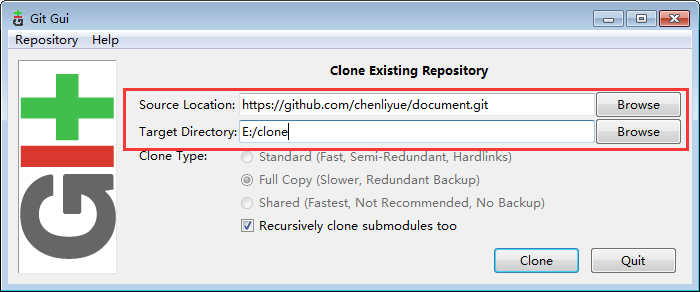 Git Gui
Repository Help
Clone Existing Repository
Source Location: https://github.com/chenliyue/document.git Browse
Target Directory: E:/clone Browse
Clone Type: Standard (Fast, Semi-Redundant, Hardlinks)
Full Copy (Slower, Redundant Backup)
Shared (Fastest, Not Recommended, No Backup)
Recursively clone submodules too
Clone Quit
GIt